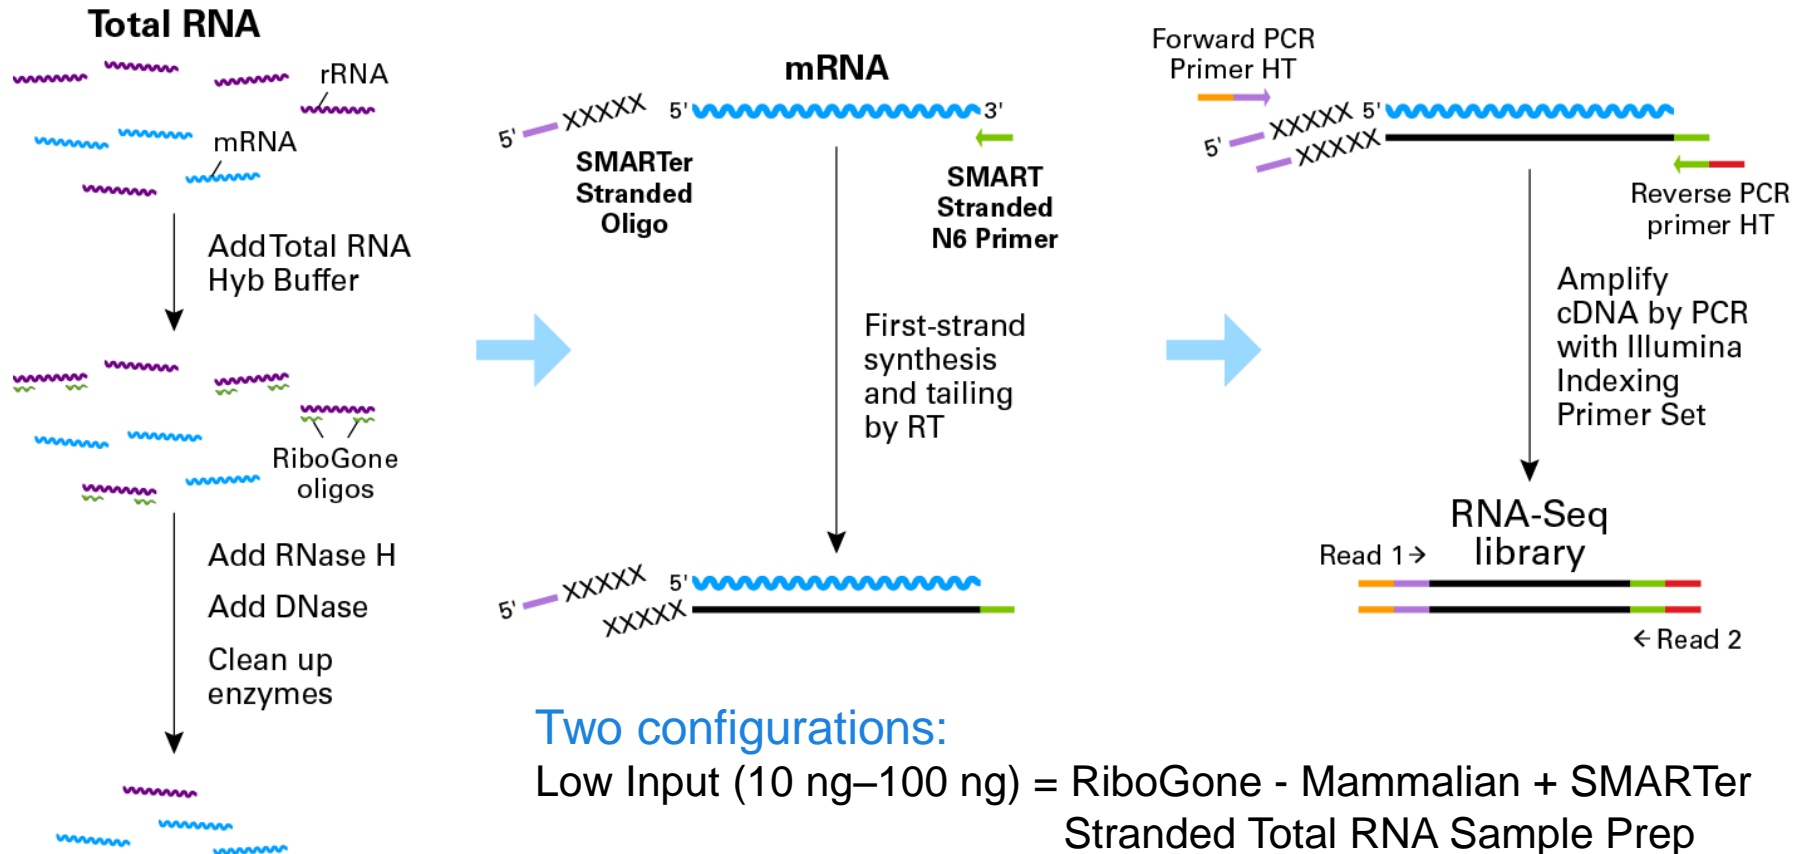 Total RNA
rRNA
mRNA
Add Total RNA
Hyb Buffer
RiboGone
oligos
Add RNase H
Add DNase
Clean up
enzymes
mRNA
5' XXXXX
5' 3'
SMARTer
Stranded
Oligo
SMART
Stranded
N6 Primer
First-strand
synthesis
and tailing
by RT
5' XXXXX
5'
XXXXX
Forward PCR
Primer HT
5' XXXXX
5'
XXXXX
Reverse PCR
primer HT
Amplify
cDNA by PCR
with Illumina
Indexing
Primer Set
RNA-Seq
library
Read 1→
←Read 2
Two configurations:
Low Input (10 ng–100 ng) = RiboGone - Mammalian + SMARTer
Stranded Total RNA Sample Prep